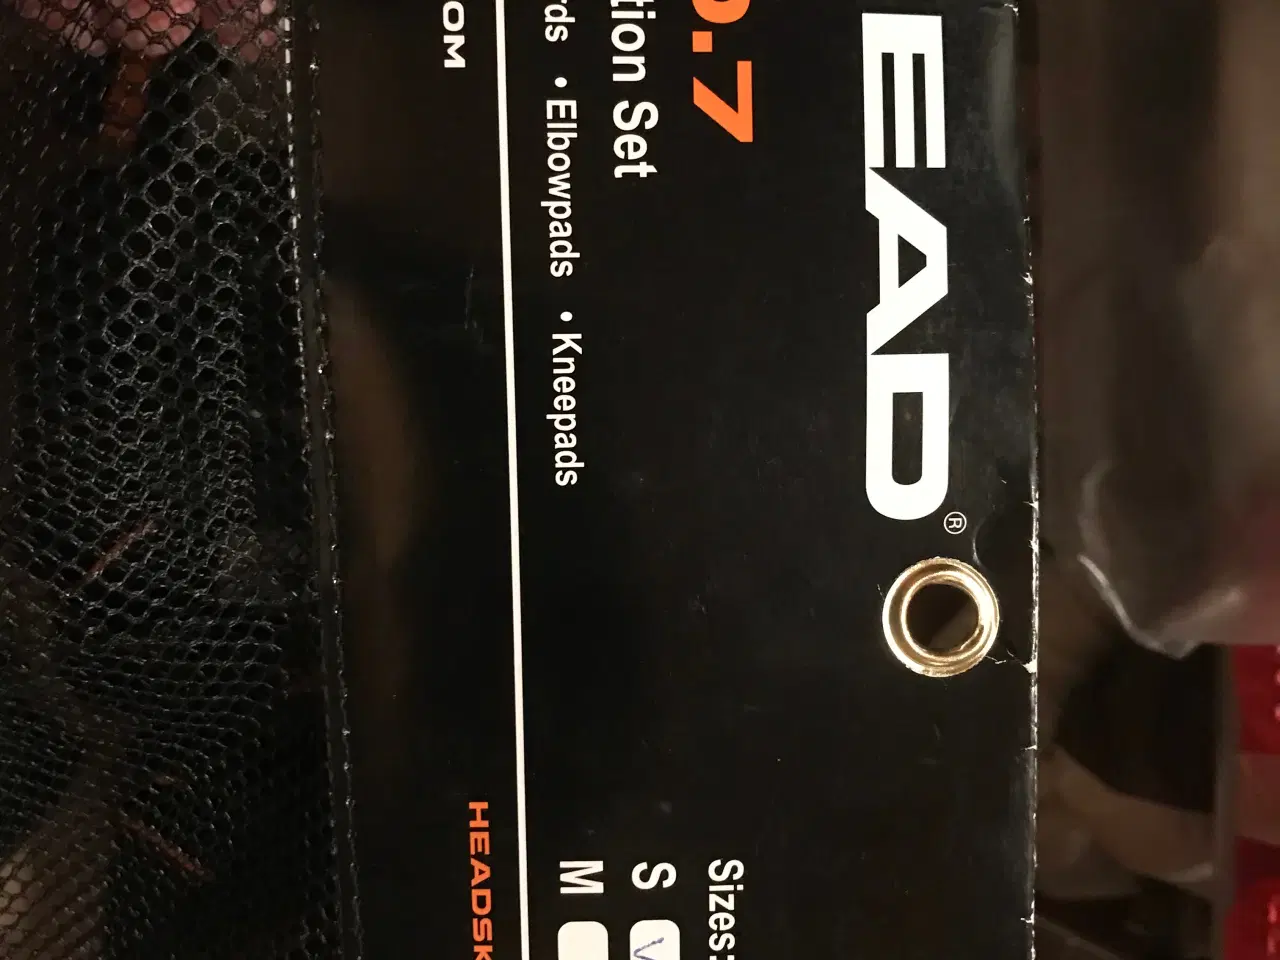 EAD®
.7
tion Set
rds • Elbowpads • Kneepads
Sizes:
S
M
OM
HEADSK